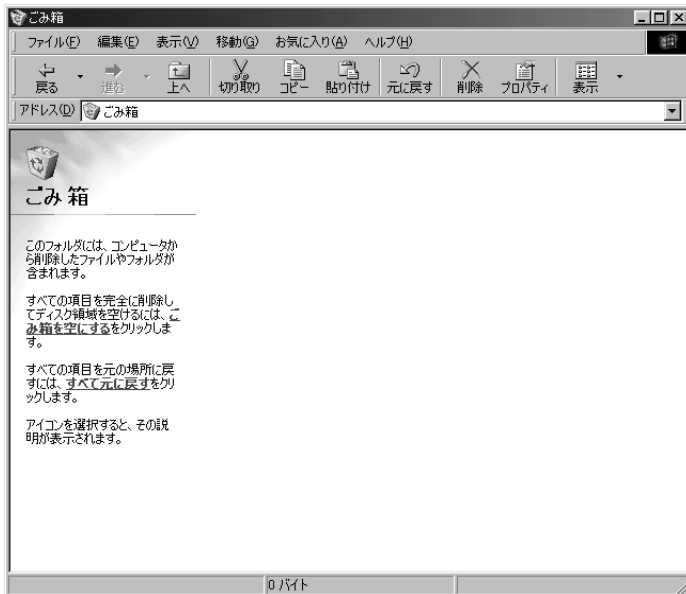 ごみ箱
ファイル(F) 編集(E) 表示(V) 移動(G) お気に入り(A) ヘルプ(H)
戻る 進む 上へ 切り取り コピー 貼り付け 元に戻す 削除 プロパティ 表示
アドレス(D) ごみ箱
ごみ箱
このフォルダには、コンピュータか
ら削除したファイルやフォルダが
含まれます。
すべての項目を完全に削除し
てディスク領域を空けるには、ご
み箱を空にするをクリックしま
す。
すべての項目を元の場所に戻
すには、すべて元に戻すをクリ
ックします。
アイコンを選択すると、その説
明が表示されます。
0 バイト